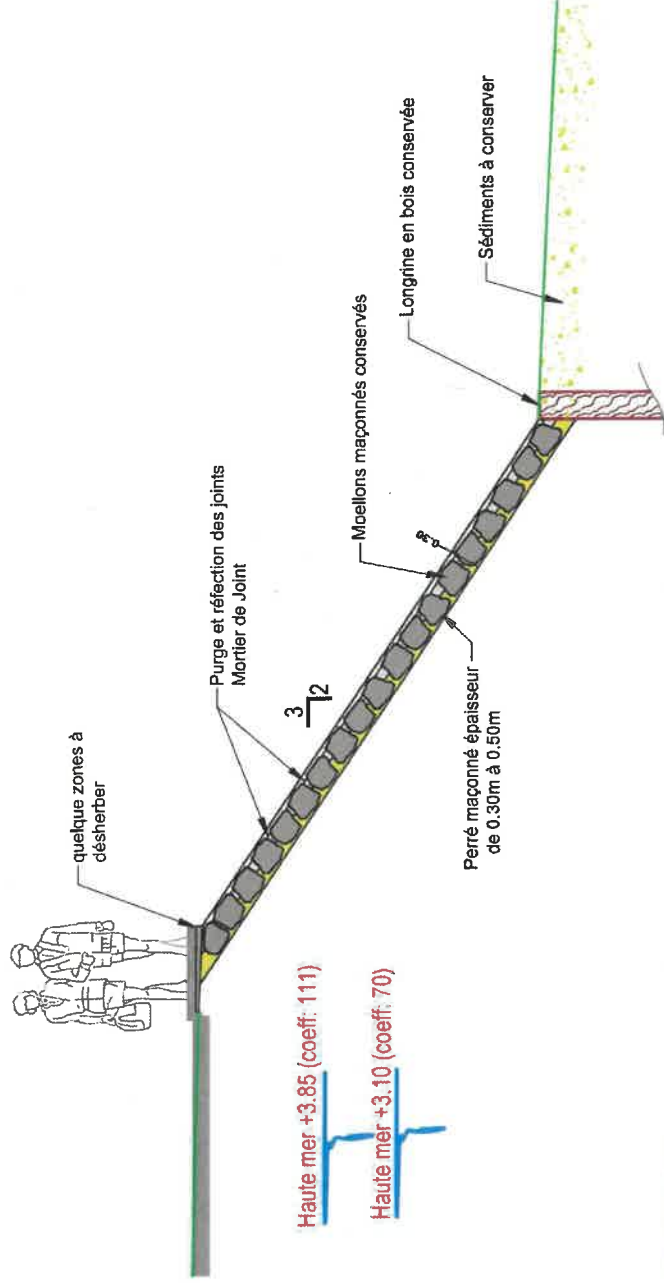 quelque zones à
désherber
Purge et réfection des joints
Mortier de Joint
3
2
Moellons maçonnés conservés
0.30
Longrine en bois conservée
Sédiments à conserver
Perré maçonné épaisseur
de 0.30m à 0.50m
Haute mer +3.85 (coeff: 111)
Haute mer +3.10 (coeff: 70)